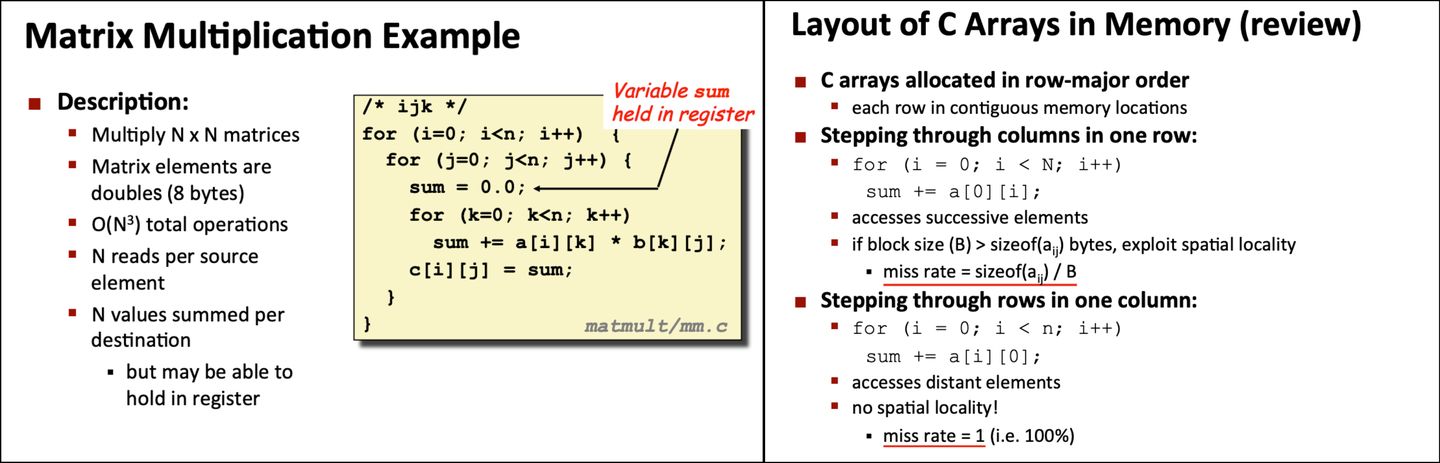 Matrix Multiplication Example
Description:
Multiply N x N matrices
Matrix elements are
doubles (8 bytes)
O(N³) total operations
N reads per source
element
N values summed per
destination
but may be able to
hold in register
Variable sum
held in register
/* ijk */
for (i=0; i<n; i++) {
for (j=0; j<n; j++) {
sum = 0.0;
for (k=0; k<n; k++)
sum += a[i][k] * b[k][j];
c[i][j] = sum;
}
}
matmult/mm.c
Layout of C Arrays in Memory (review)
C arrays allocated in row-major order
each row in contiguous memory locations
Stepping through columns in one row:
for (i = 0; i < N; i++)
sum += a[0][i];
accesses successive elements
if block size (B) > sizeof(aij) bytes, exploit spatial locality
miss rate = sizeof(aij) / B
Stepping through rows in one column:
for (i = 0; i < n; i++)
sum += a[i][0];
accesses distant elements
no spatial locality!
miss rate = 1 (i.e. 100%)